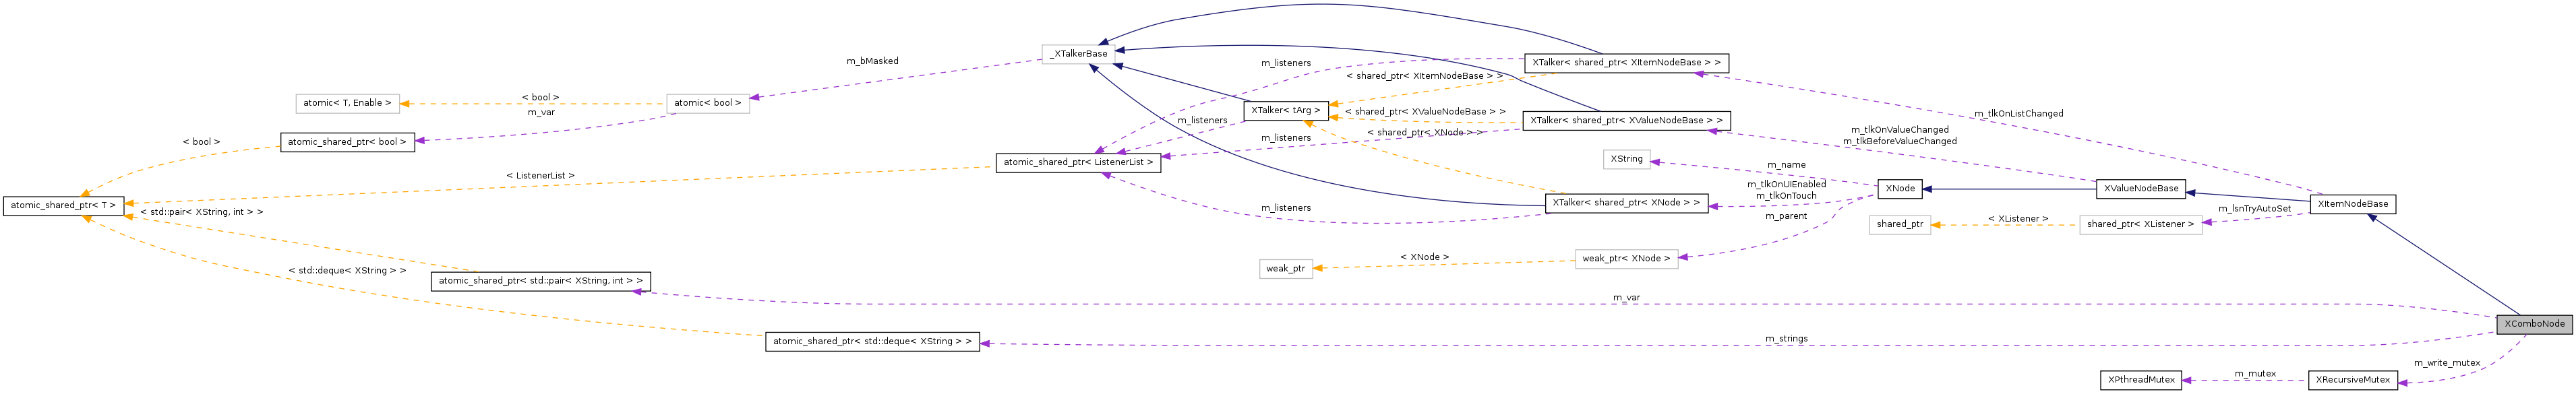 _XTalkerBase
XTalker< shared_ptr< XItemNodeBase > >
m_bMasked
m_listeners
< shared_ptr< XItemNodeBase > >
atomic< T, Enable >
< bool >
m_var
atomic< bool >
XTalker< tArg >
< shared_ptr< XValueNodeBase > >
XTalker< shared_ptr< XValueNodeBase > >
m_tlkOnListChanged
m_listeners
< shared_ptr< XNode > >
m_tlkOnValueChanged
m_tlkBeforeValueChanged
< bool >
atomic_shared_ptr< bool >
m_listeners
atomic_shared_ptr< ListenerList >
XString
m_name
< ListenerList >
m_tlkOnUIEnabled
m_tlkOnTouch
XNode
XValueNodeBase
atomic_shared_ptr< T >
< std::pair< XString, int > >
m_listeners
XTalker< shared_ptr< XNode > >
m_parent
XItemNodeBase
m_lsnTryAutoSet
shared_ptr
< XListener >
shared_ptr< XListener >
< std::deque< XString > >
weak_ptr
< XNode >
weak_ptr< XNode >
atomic_shared_ptr< std::pair< XString, int > >
m_var
XComboNode
atomic_shared_ptr< std::deque< XString > >
m_strings
m_write_mutex
XPthreadMutex
m_mutex
XRecursiveMutex